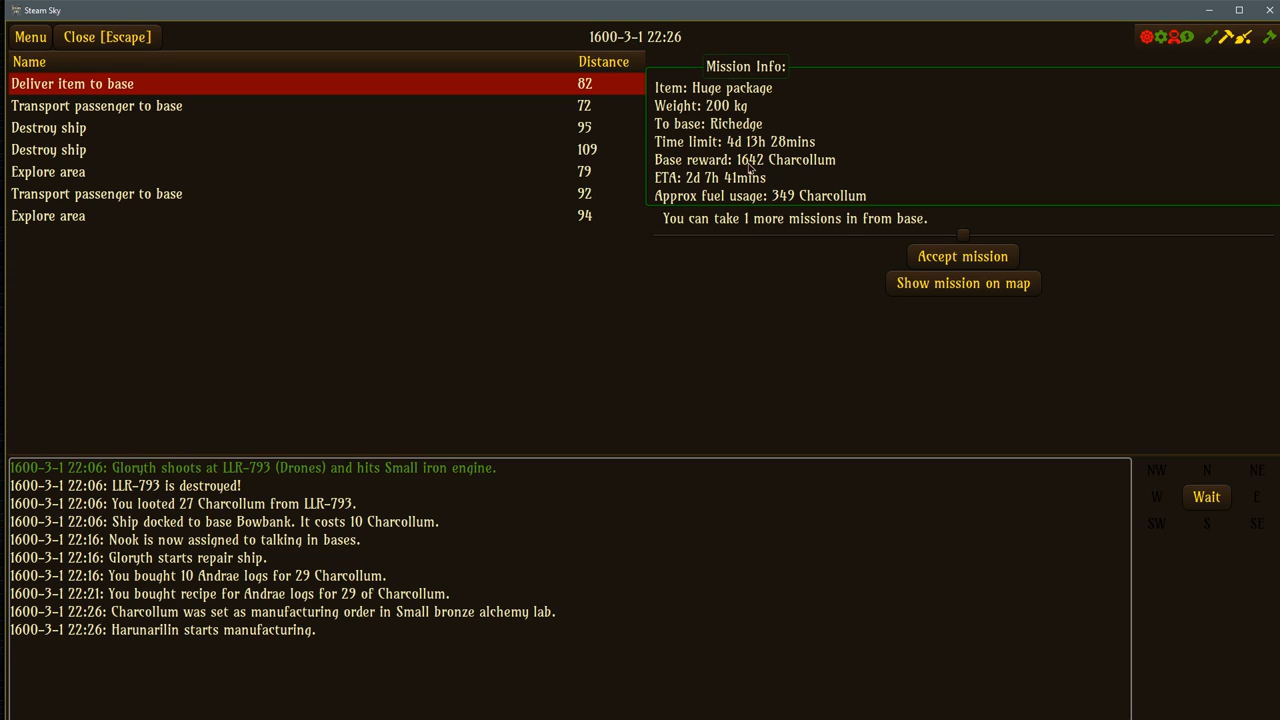 Steam Sky
Menu Close [Escape] 1600-3-1 22:26
Name Distance
Deliver item to base 82
Transport passenger to base 72
Destroy ship 95
Destroy ship 109
Explore area 79
Transport passenger to base 92
Explore area 94
Mission Info:
Item: Huge package
Weight: 200 kg
To base: Richedge
Time limit: 4d 13h 28mins
Base reward: 1642 Charcollum
ETA: 2d 7h 41mins
Approx fuel usage: 349 Charcollum
You can take 1 more missions in from base.
Accept mission
Show mission on map
1600-3-1 22:06: Gloryth shoots at LLR-793 (Drones) and hits Small iron engine.
1600-3-1 22:06: LLR-793 is destroyed!
1600-3-1 22:06: You looted 27 Charcollum from LLR-793.
1600-3-1 22:06: Ship docked to base Bowbank. It costs 10 Charcollum.
1600-3-1 22:16: Nook is now assigned to talking in bases.
1600-3-1 22:16: Gloryth starts repair ship.
1600-3-1 22:16: You bought 10 Andrae logs for 29 Charcollum.
1600-3-1 22:21: You bought recipe for Andrae logs for 29 of Charcollum.
1600-3-1 22:26: Charcollum was set as manufacturing order in Small bronze alchemy lab.
1600-3-1 22:26: Harunarilin starts manufacturing.
NW N NE
W Wait E
SW S SE